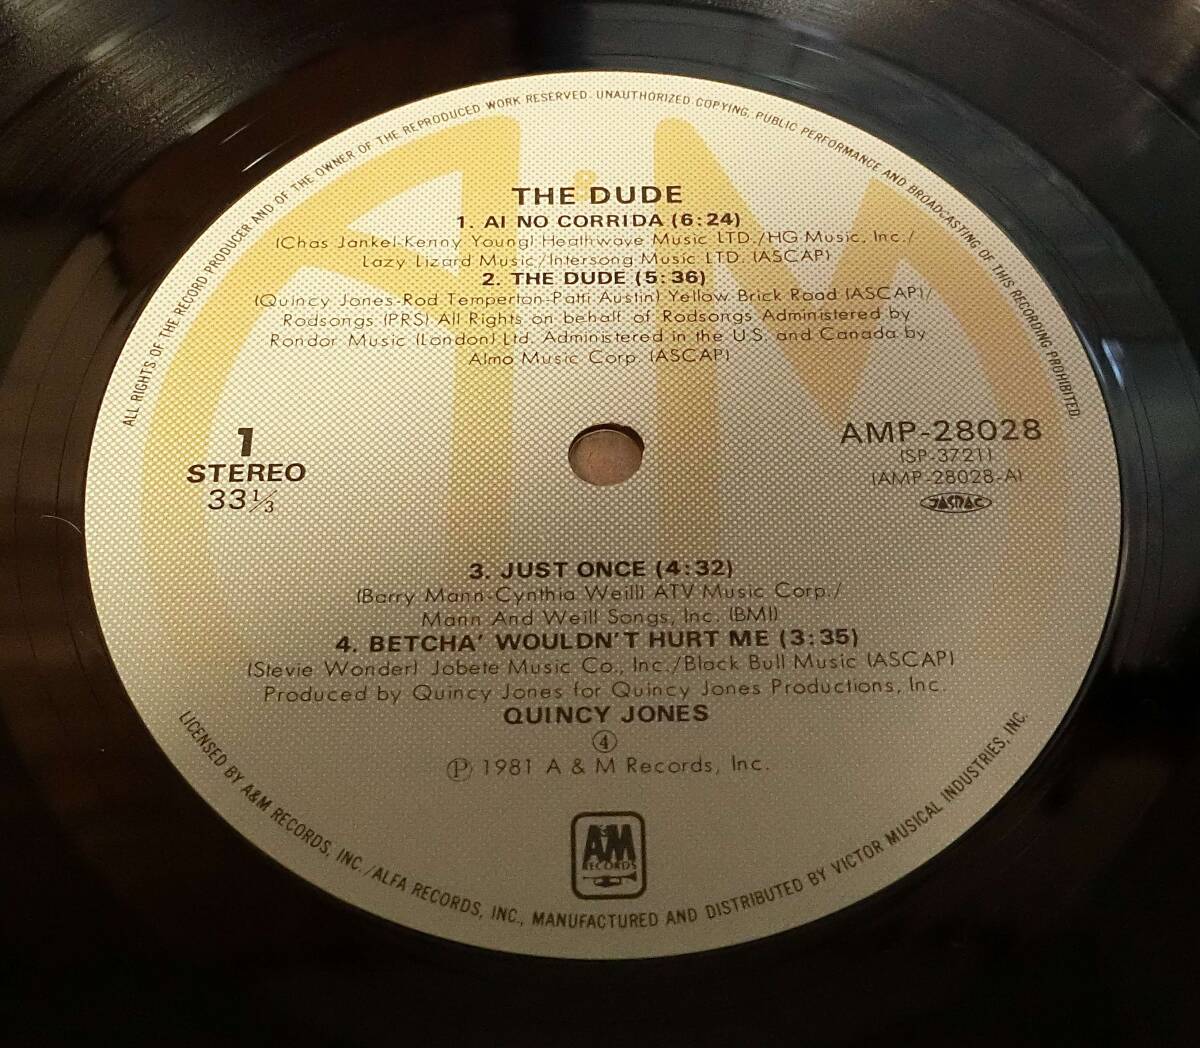 ALL RIGHTS OF THE RECORD PRODUCER AND OF THE OWNER OF THE REPRODUCED WORK RESERVED. UNAUTHORIZED COPYING, PUBLIC PERFORMANCE AND BROADCASTING OF THIS RECORDING PROHIBITED
THE DUDE
1. AI NO CORRIDA (6:24)
(Chas Jankel-Kenny Young) Heathwave Music LTD./HG Music, Inc./
Lazy Lizard Music/Intersong Music LTD. (ASCAP)
2. THE DUDE (5:36)
(Quincy Jones-Rod Temperton-Patti Austin) Yellow Brick Road (ASCAP)/
Rodsongs (PRS) All Rights on behalf of Rodsongs Administered by
Rondor Music (London) Ltd. Administered in the U.S. and Canada by
Almo Music Corp. (ASCAP)
1
STEREO
33 1/3
AMP-28028
(SP-3721)
(AMP-28028-A)
JASRAC
3. JUST ONCE (4:32)
(Barry Mann-Cynthia Weill) ATV Music Corp./
Mann And Weill Songs, Inc. (BMI)
4. BETCHA' WOULDN'T HURT ME (3:35)
(Stevie Wonder) Jobete Music Co., Inc./Black Bull Music (ASCAP)
Produced by Quincy Jones for Quincy Jones Productions, Inc.
QUINCY JONES
④
℗ 1981 A & M Records, Inc.
A&M
RECORDS
LICENSED BY A&M RECORDS, INC./ALFA RECORDS, INC., MANUFACTURED AND DISTRIBUTED BY VICTOR MUSICAL INDUSTRIES, INC.